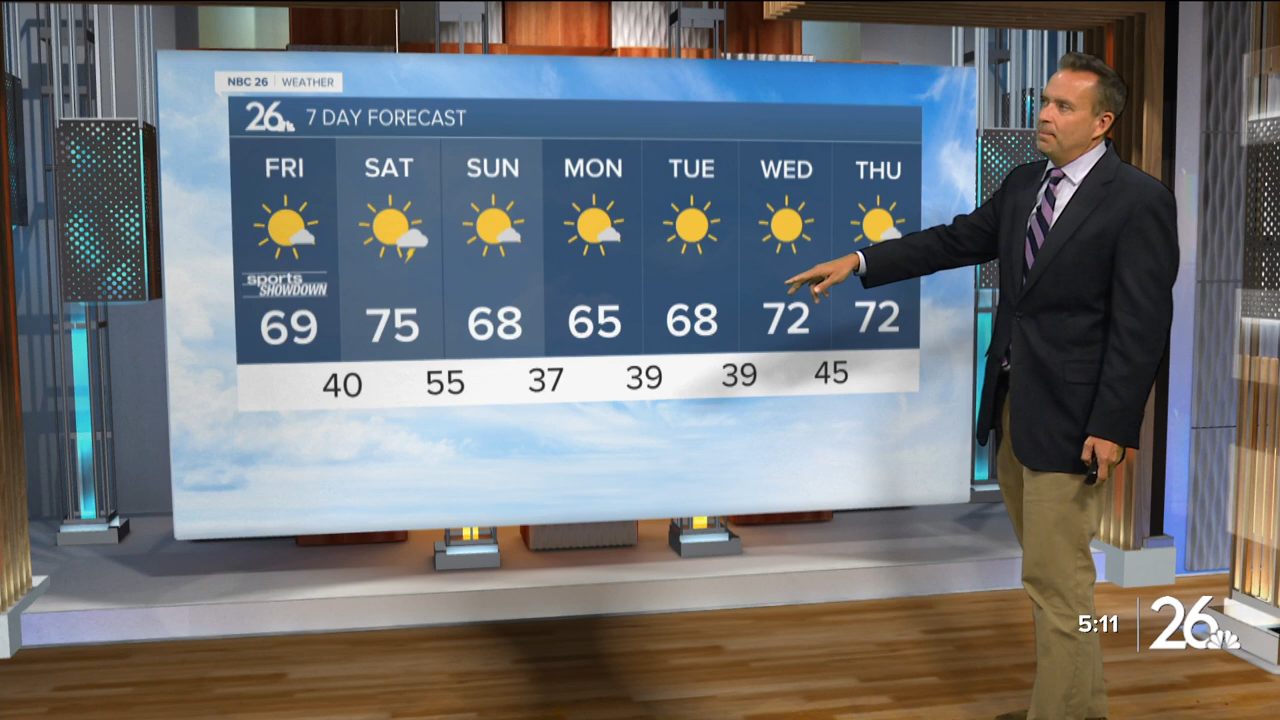 NBC 26 | WEATHER
26 7 DAY FORECAST
FRI SAT SUN MON TUE WED THU
sports
SHOWDOWN
69 75 68 65 68 72 72
40 55 37 39 39 45
5:11 26